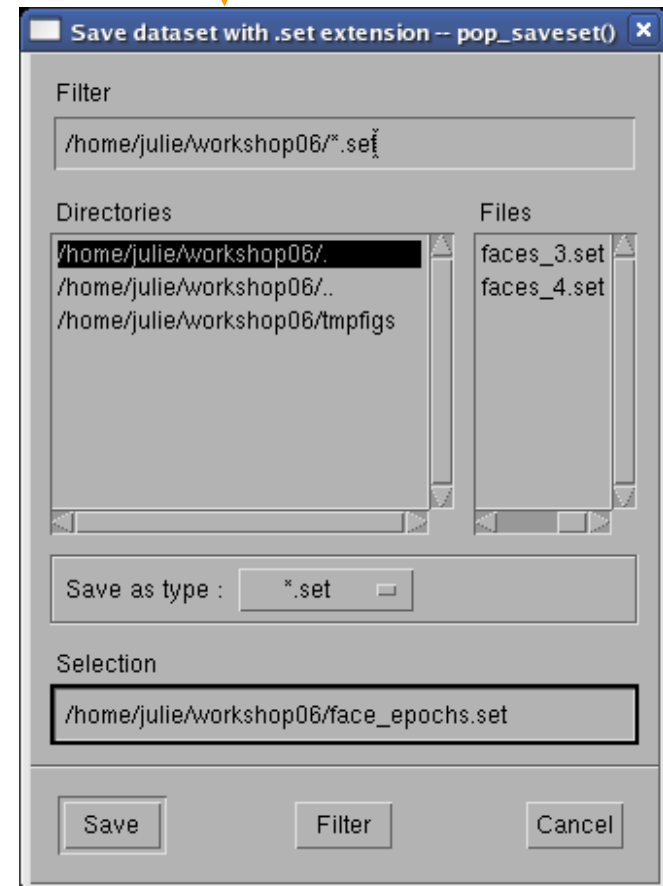 Save dataset with .set extension -- pop_saveset()
Filter
/home/julie/workshop06/*.set
Directories
Files
/home/julie/workshop06/.
/home/julie/workshop06/..
/home/julie/workshop06/tmpfigs
faces_3.set
faces_4.set
Save as type :
*.set
Selection
/home/julie/workshop06/face_epochs.set
Save
Filter
Cancel